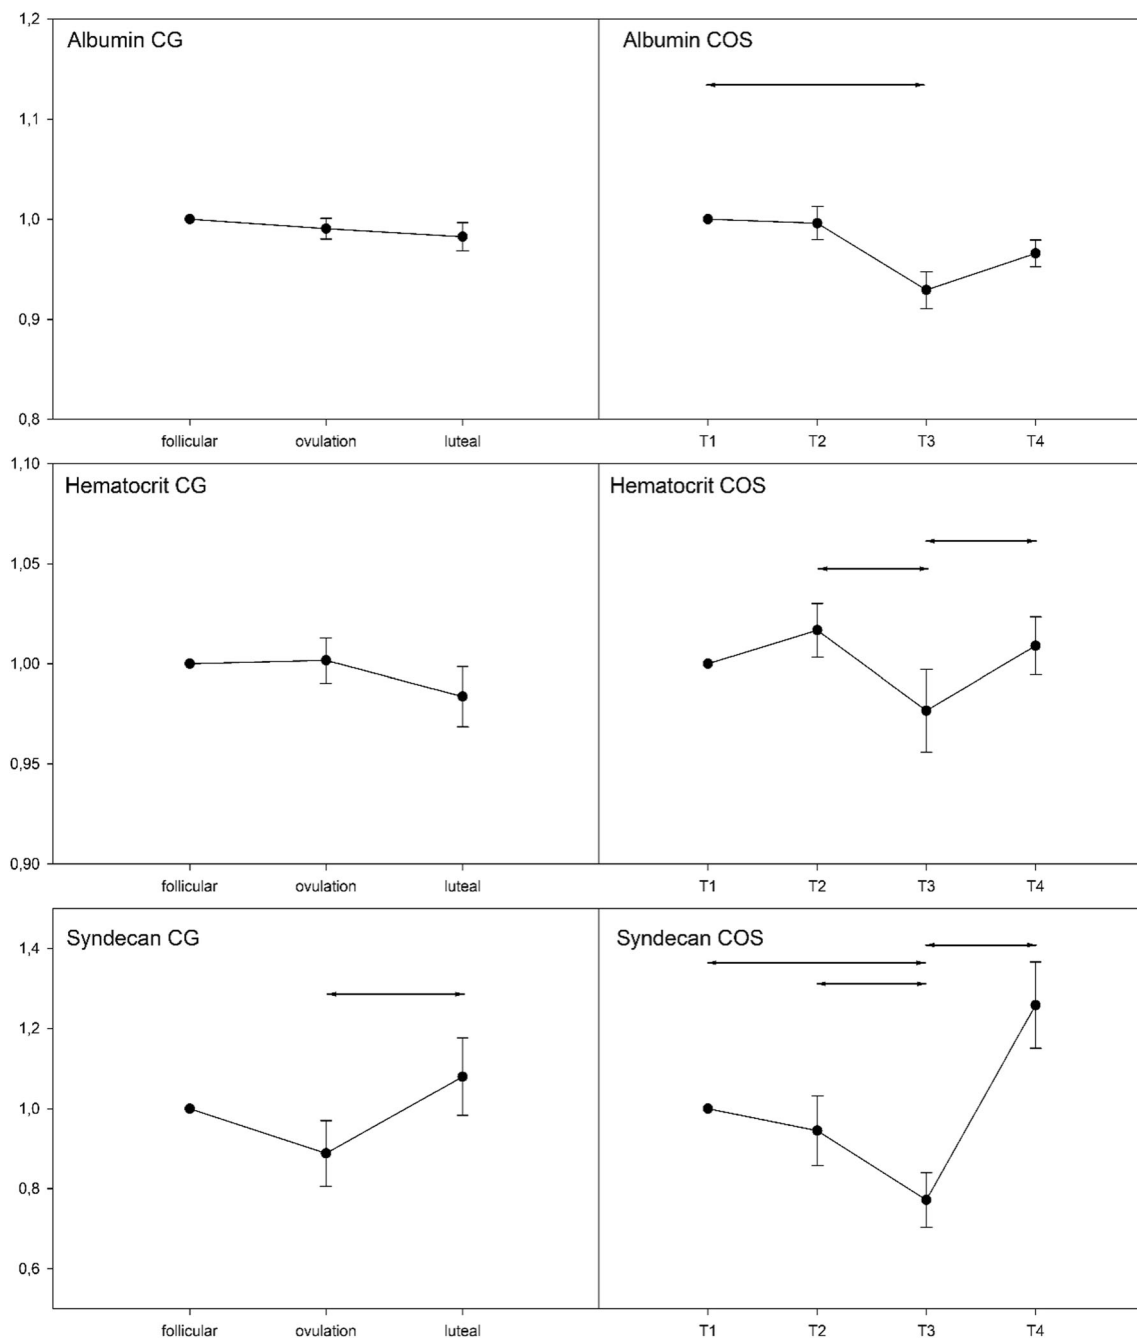 1,2
Albumin CG
Albumin COS
1,1
1,0
0,9
0,8
follicular ovulation luteal T1 T2 T3 T4
1,10
Hematocrit CG
Hematocrit COS
1,05
1,00
0,95
0,90
follicular ovulation luteal T1 T2 T3 T4
Syndecan CG
Syndecan COS
1,4
1,2
1,0
0,8
0,6
follicular ovulation luteal T1 T2 T3 T4